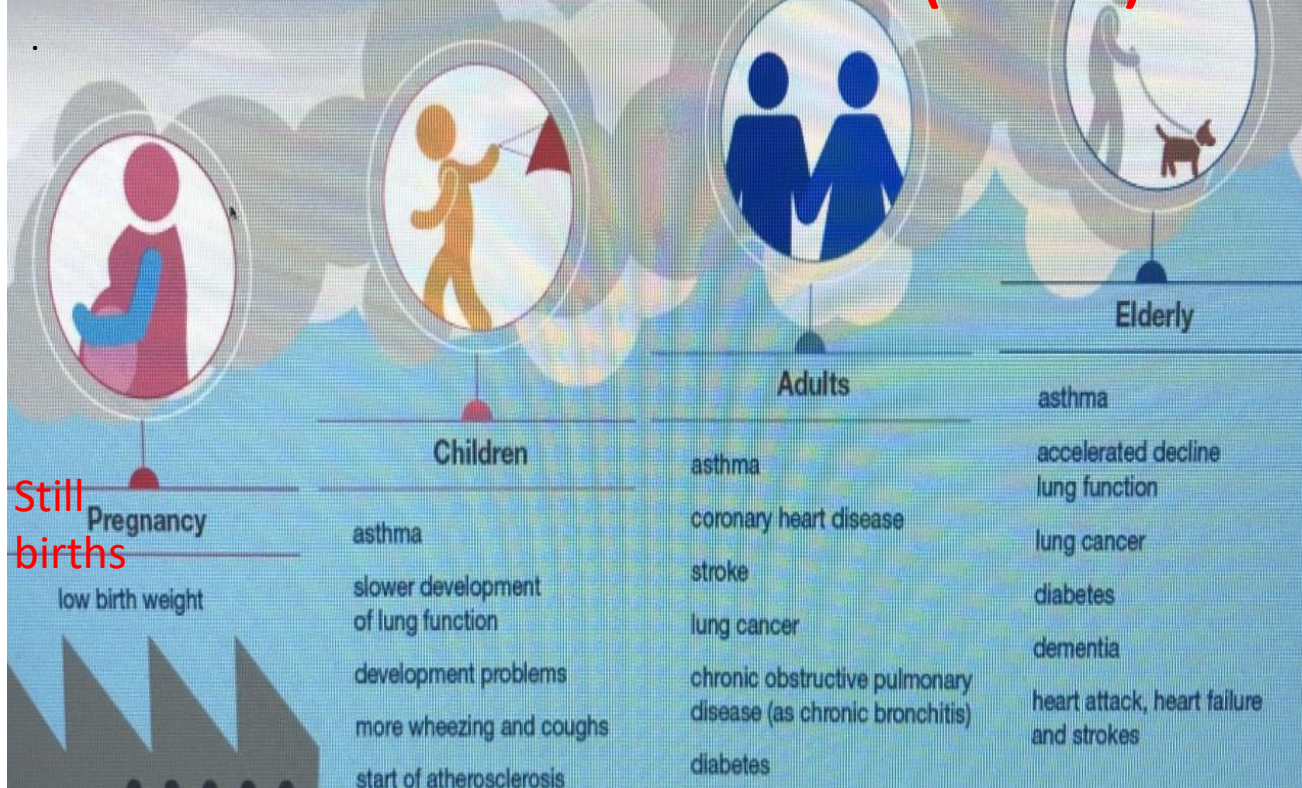 Still
births
Pregnancy
low birth weight
Children
asthma
slower development
of lung function
development problems
more wheezing and coughs
start of atherosclerosis
Adults
asthma
coronary heart disease
stroke
lung cancer
chronic obstructive pulmonary
disease (as chronic bronchitis)
diabetes
Elderly
asthma
accelerated decline
lung function
lung cancer
diabetes
dementia
heart attack, heart failure
and strokes